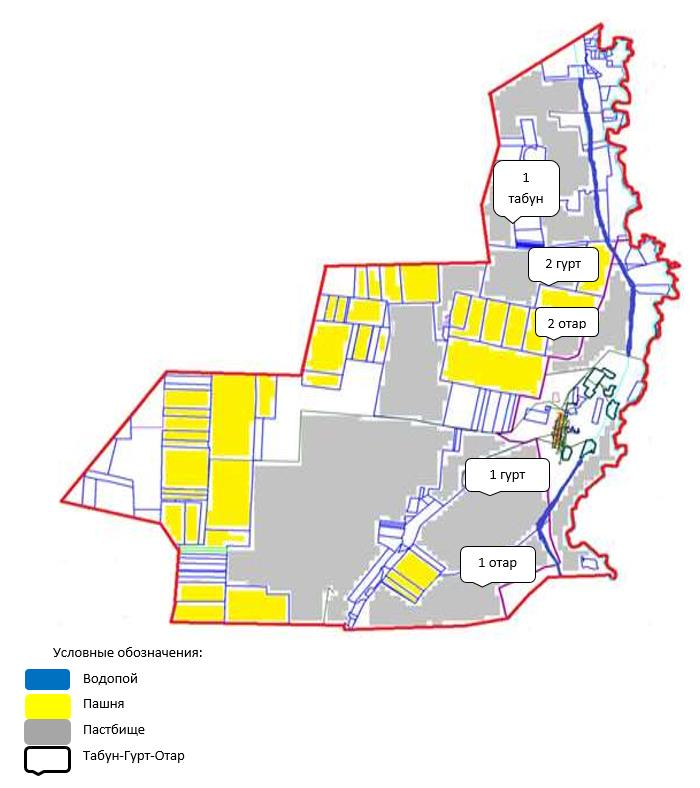 1
табун
2 гурт
2 отар
1 гурт
1 отар
Условные обозначения:
Водопой
Пашня
Пастбище
Табун-Гурт-Отар